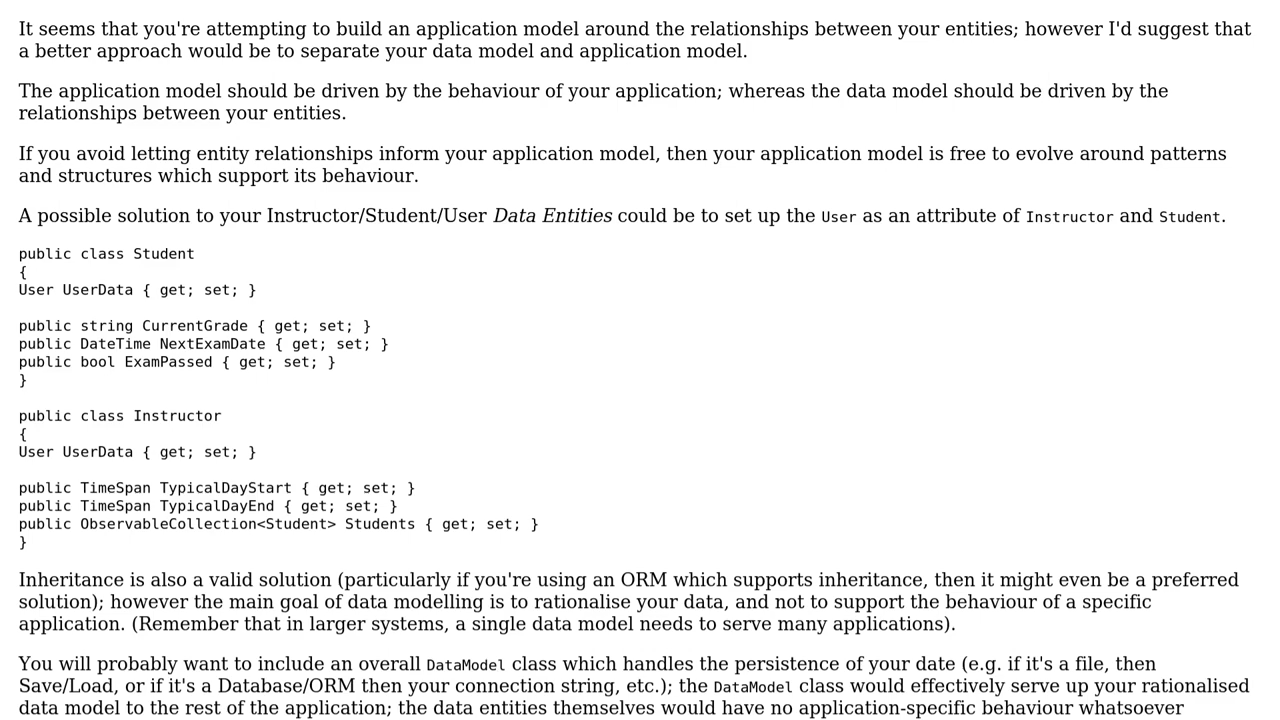 It seems that you're attempting to build an application model around the relationships between your entities; however I'd suggest that
a better approach would be to separate your data model and application model.
The application model should be driven by the behaviour of your application; whereas the data model should be driven by the
relationships between your entities.
If you avoid letting entity relationships inform your application model, then your application model is free to evolve around patterns
and structures which support its behaviour.
A possible solution to your Instructor/Student/User Data Entities could be to set up the User as an attribute of Instructor and Student.
public class Student
{
User UserData { get; set; }
public string CurrentGrade { get; set; }
public DateTime NextExamDate { get; set; }
public bool ExamPassed { get; set; }
}
public class Instructor
{
User UserData { get; set; }
public TimeSpan TypicalDayStart { get; set; }
public TimeSpan TypicalDayEnd { get; set; }
public ObservableCollection<Student> Students { get; set; }
}
Inheritance is also a valid solution (particularly if you're using an ORM which supports inheritance, then it might even be a preferred
solution); however the main goal of data modelling is to rationalise your data, and not to support the behaviour of a specific
application. (Remember that in larger systems, a single data model needs to serve many applications).
You will probably want to include an overall DataModel class which handles the persistence of your date (e.g. if it's a file, then
Save/Load, or if it's a Database/ORM then your connection string, etc.); the DataModel class would effectively serve up your rationalised
data model to the rest of the application; the data entities themselves would have no application-specific behaviour whatsoever